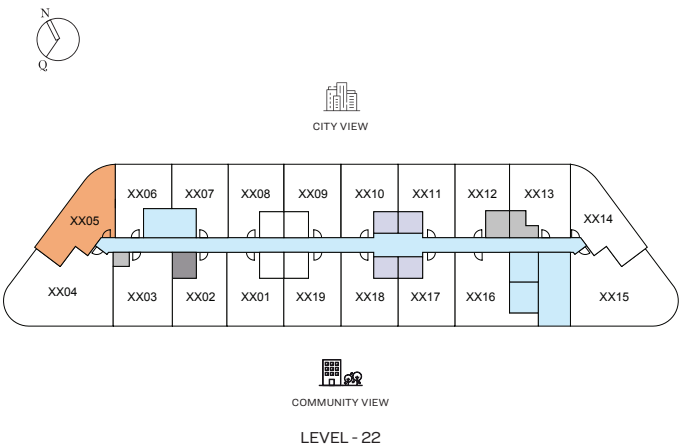 N
Q
CITY VIEW
XX06 XX07 XX08 XX09 XX10 XX11 XX12 XX13
XX05 XX14
XX04 XX03 XX02 XX01 XX19 XX18 XX17 XX16 XX15
COMMUNITY VIEW
LEVEL - 22